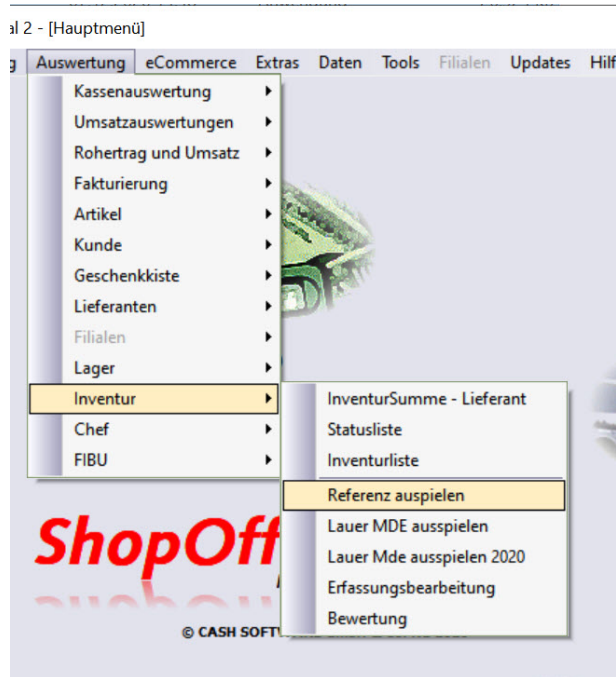 al 2 - [Hauptmenü]
g Auswertung eCommerce Extras Daten Tools Filialen Updates Hilf
Kassenauswertung
Umsatzauswertungen
Rohertrag und Umsatz
Fakturierung
Artikel
Kunde
Geschenkkiste
Lieferanten
Filialen
Lager
Inventur
Chef
FIBU
InventurSumme - Lieferant
Statusliste
Inventurliste
Referenz auspielen
Lauer MDE ausspielen
Lauer Mde ausspielen 2020
Erfassungsbearbeitung
Bewertung
ShopOff
© CASH SOFT